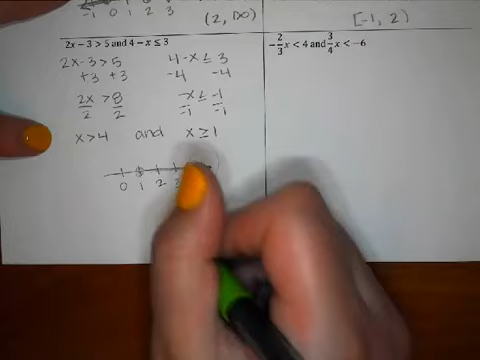 -1 0 1 2 3
(2, ∞)
[-1, 2)
2x − 3 > 5 and 4 − x ≤ 3
2x - 3 > 5
+3 +3
2x > 8
2 2
x > 4 and x ≥ 1
4 - x ≤ 3
-4 -4
-x ≤ -1
-1 -1
0 1 2
−2/3x < 4 and 3/4x < −6